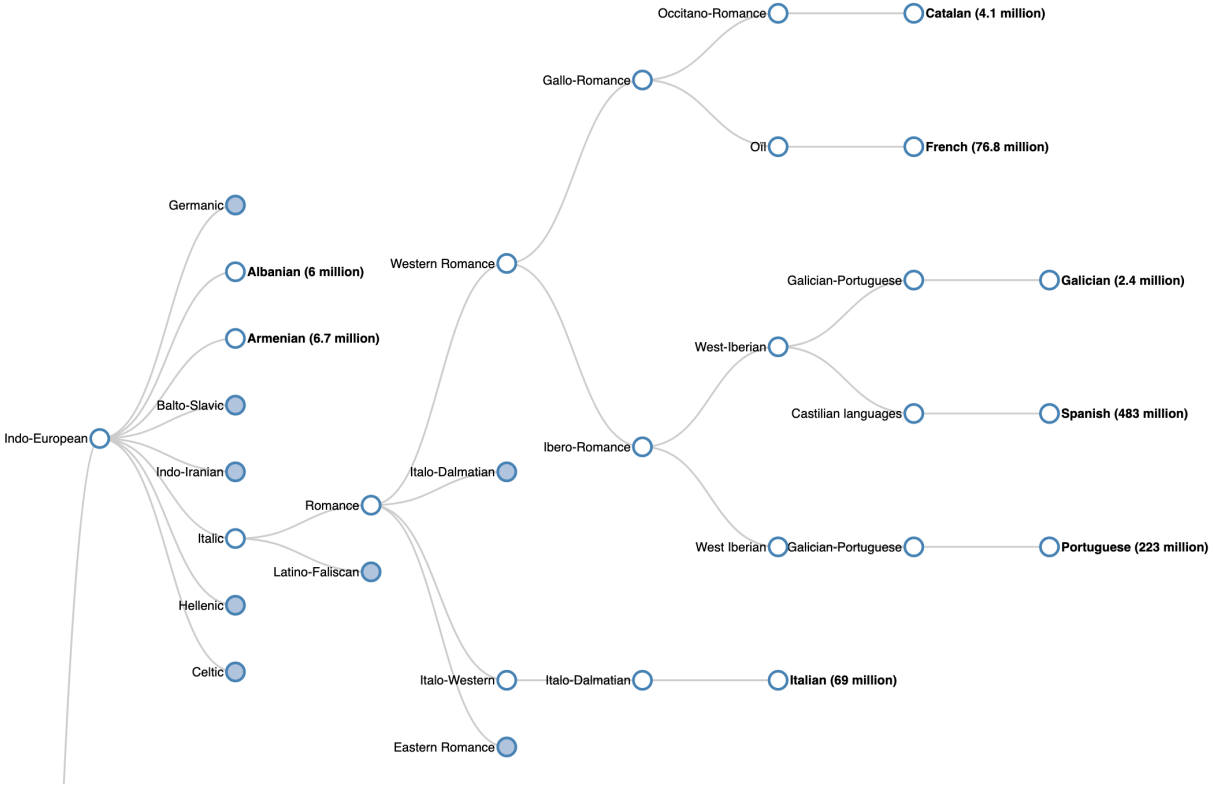 Occitano-Romance
Catalan (4.1 million)
Gallo-Romance
Oïl
French (76.8 million)
Germanic
Western Romance
Albanian (6 million)
Galician-Portuguese
Galician (2.4 million)
Armenian (6.7 million)
West-Iberian
Balto-Slavic
Castilian languages
Spanish (483 million)
Indo-European
Ibero-Romance
Indo-Iranian
Italo-Dalmatian
Romance
Italic
West Iberian
Galician-Portuguese
Portuguese (223 million)
Latino-Faliscan
Hellenic
Celtic
Italo-Western
Italo-Dalmatian
Italian (69 million)
Eastern Romance